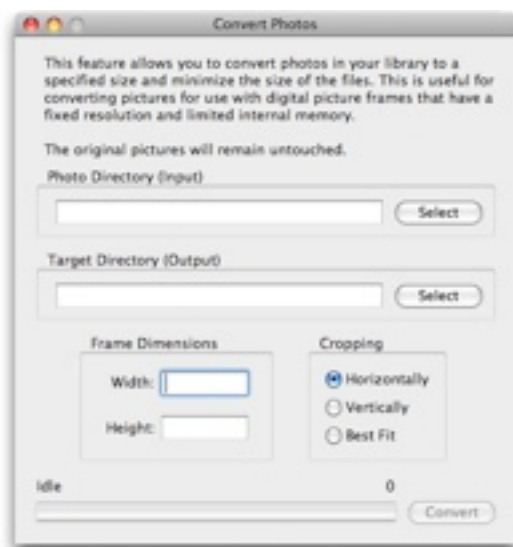 Convert Photos
This feature allows you to convert photos in your library to a
specified size and minimize the size of the files. This is useful for
converting pictures for use with digital picture frames that have a
fixed resolution and limited internal memory.
The original pictures will remain untouched.
Photo Directory (Input)
Select
Target Directory (Output)
Select
Frame Dimensions
Width:
Height:
Cropping
Horizontally
Vertically
Best Fit
Idle
0
Convert